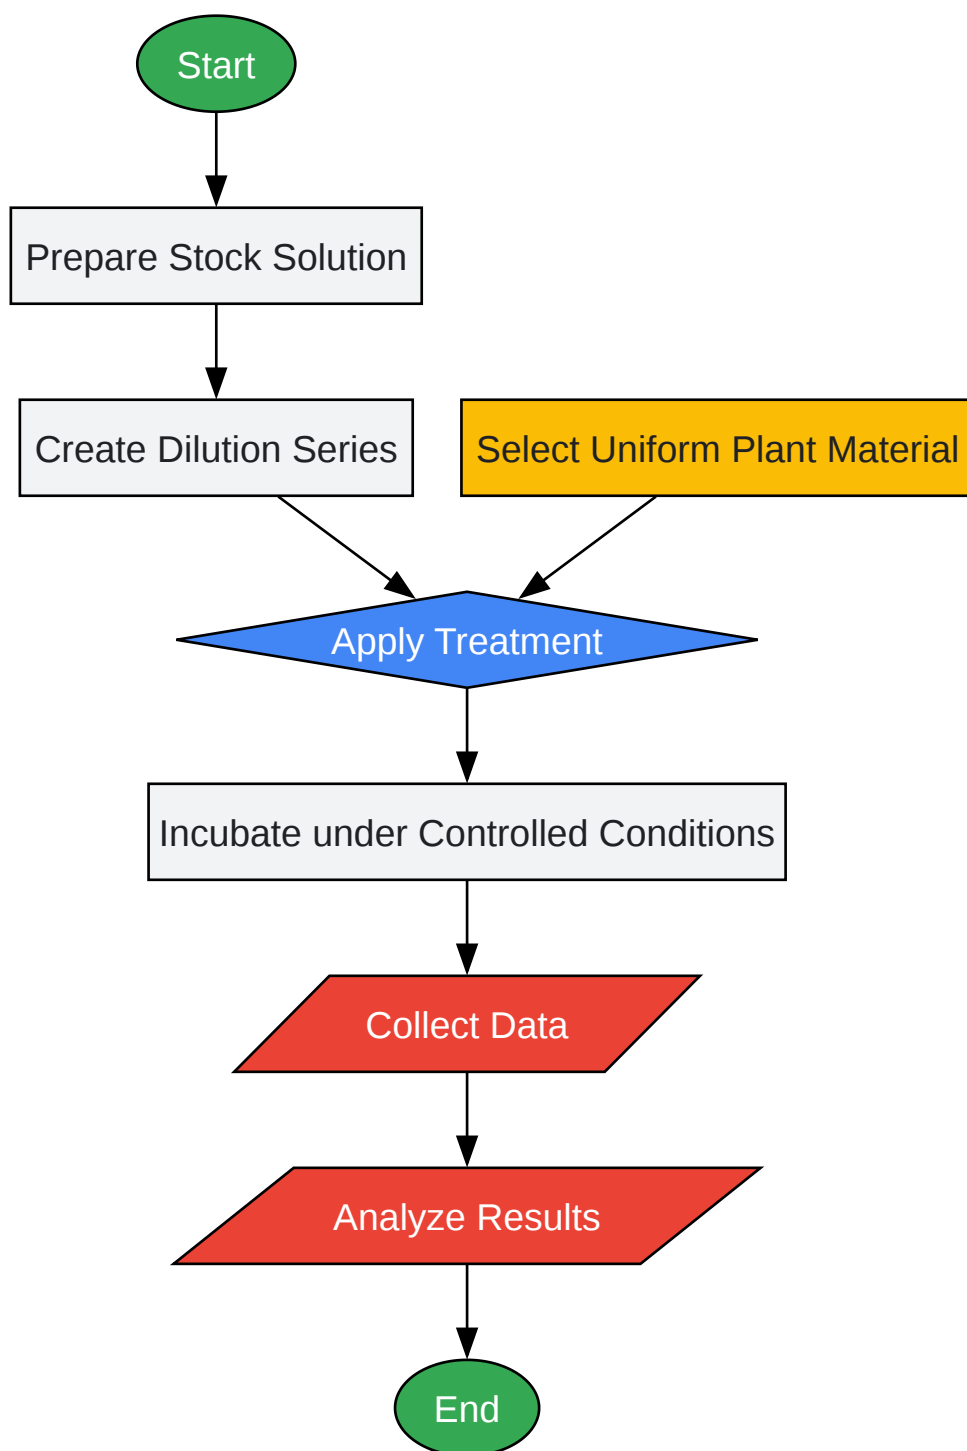 Start
Prepare Stock Solution
Create Dilution Series
Select Uniform Plant Material
Apply Treatment
Incubate under Controlled Conditions
Collect Data
Analyze Results
End